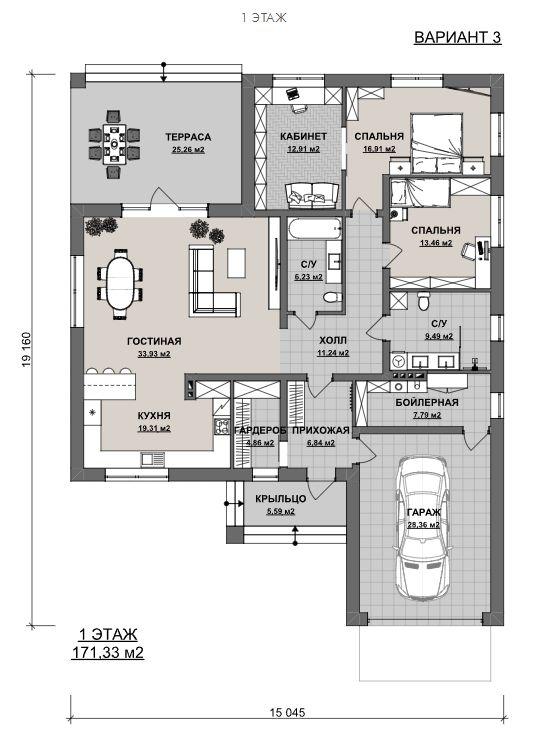 1 ЭТАЖ
ВАРИАНТ 3
ТЕРРАСА
25.26 м2
КАБИНЕТ
12.91 м2
СПАЛЬНЯ
16.91 м2
СПАЛЬНЯ
13.46 м2
С/У
6.23 м2
С/У
9.49 м2
ГОСТИНАЯ
33.93 м2
ХОЛЛ
11.24 м2
19 160
БОЙЛЕРНАЯ
7.79 м2
КУХНЯ
19.31 м2
ГАРДЕРОБ
4.86 м2
ПРИХОЖАЯ
6.84 м2
КРЫЛЬЦО
5.59 м2
ГАРАЖ
28.36 м2
1 ЭТАЖ
171,33 м2
15 045